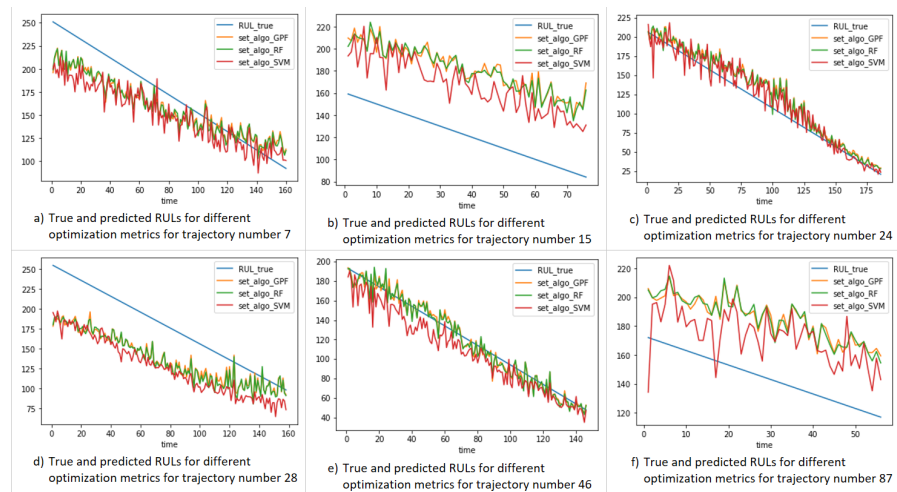 250
225
200
175
150
125
100
0
20
40
60
80
100
120
140
160
time
RUL_true
set_algo_GPF
set_algo_RF
set_algo_SVM
a) True and predicted RULs for different
optimization metrics for trajectory number 7
220
200
180
160
140
120
100
80
0
10
20
30
40
50
60
70
time
RUL_true
set_algo_GPF
set_algo_RF
set_algo_SVM
b) True and predicted RULs for different
optimization metrics for trajectory number 15
225
200
175
150
125
100
75
50
25
0
25
50
75
100
125
150
175
time
RUL_true
set_algo_GPF
set_algo_RF
set_algo_SVM
c) True and predicted RULs for different
optimization metrics for trajectory number 24
250
225
200
175
150
125
100
75
0
20
40
60
80
100
120
140
160
time
RUL_true
set_algo_GPF
set_algo_RF
set_algo_SVM
d) True and predicted RULs for different
optimization metrics for trajectory number 28
200
180
160
140
120
100
80
60
40
0
20
40
60
80
100
120
140
time
RUL_true
set_algo_GPF
set_algo_RF
set_algo_SVM
e) True and predicted RULs for different
optimization metrics for trajectory number 46
220
200
180
160
140
120
0
10
20
30
40
50
time
RUL_true
set_algo_GPF
set_algo_RF
set_algo_SVM
f) True and predicted RULs for different
optimization metrics for trajectory number 87